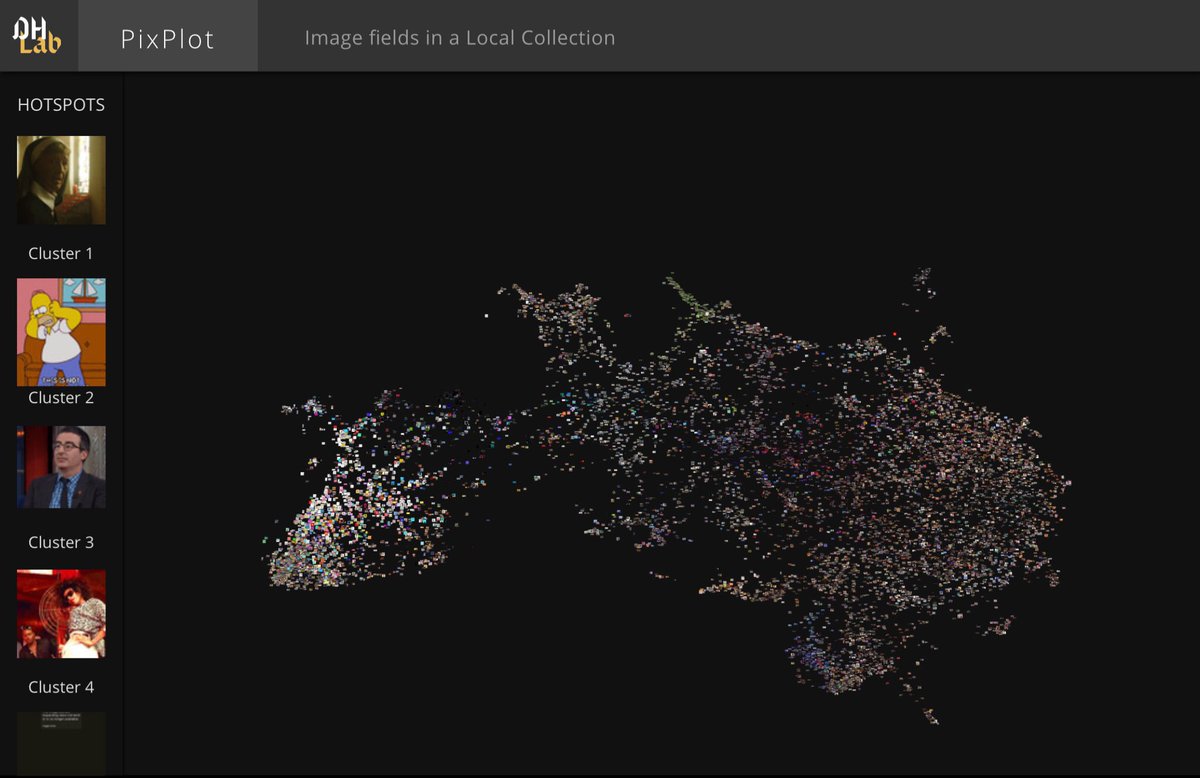 DH
Lab
PixPlot
Image fields in a Local Collection
HOTSPOTS
Cluster 1
THIS IS NOT
Cluster 2
Cluster 3
Cluster 4